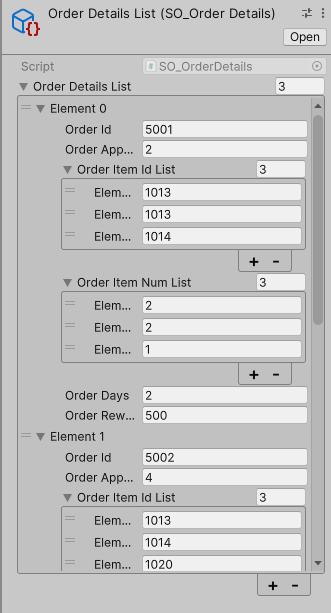 Order Details List (SO_Order Details)
Open
Script SO_OrderDetails
Order Details List 3
Element 0
Order Id 5001
Order App... 2
Order Item Id List 3
Elem... 1013
Elem... 1013
Elem... 1014
+ -
Order Item Num List 3
Elem... 2
Elem... 2
Elem... 1
+ -
Order Days 2
Order Rew... 500
Element 1
Order Id 5002
Order App... 4
Order Item Id List 3
Elem... 1013
Elem... 1014
Elem... 1020
+ -